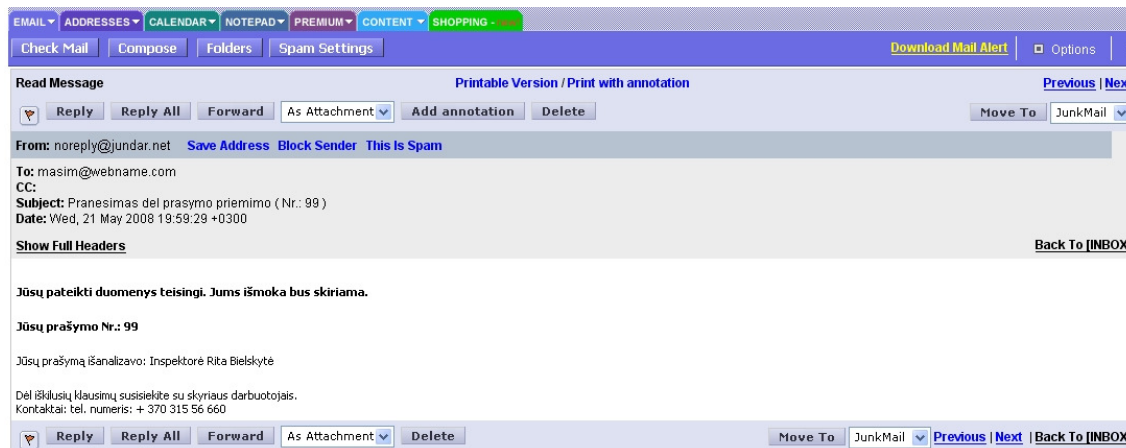 EMAIL ADDRESSES CALENDAR NOTEPAD PREMIUM CONTENT SHOPPING - new!
Check Mail Compose Folders Spam Settings Download Mail Alert Options
Read Message Printable Version / Print with annotation Previous | Nex
Reply Reply All Forward As Attachment Add annotation Delete Move To JunkMail
From: noreply@jundar.net Save Address Block Sender This Is Spam
To: masim@webname.com
CC:
Subject: Pranesimas del prasymo priemimo ( Nr.: 99 )
Date: Wed, 21 May 2008 19:59:29 +0300
Show Full Headers Back To [INBOX
Jūsų pateikti duomenys teisingi. Jums išmoka bus skiriama.
Jūsų prašymo Nr.: 99
Jūsų prašymą išanalizavo: Inspektorė Rita Bielskytė
Dėl iškilusių klausimų susisiekite su skyriaus darbuotojais.
Kontaktai: tel. numeris: + 370 315 56 660
Reply Reply All Forward As Attachment Delete Move To JunkMail Previous | Next | Back To [INBOX